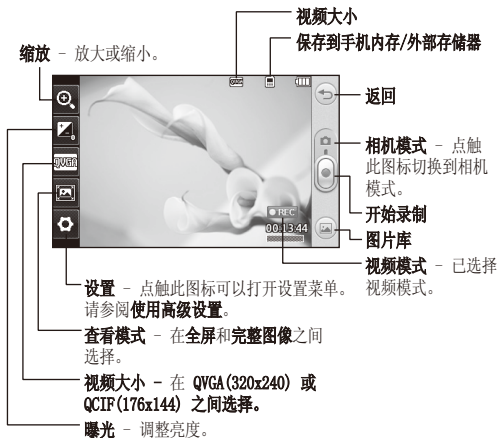 视频大小
保存到手机内存/外部存储器
缩放 - 放大或缩小。
返回
QVGA
相机模式 - 点触
此图标切换到相机
模式。
开始录制
REC
00:13:44
图片库
视频模式 - 已选择
视频模式。
设置 - 点触此图标可以打开设置菜单。
请参阅使用高级设置。
查看模式 - 在全屏和完整图像之间
选择。
视频大小 - 在 QVGA(320x240) 或
QCIF(176x144) 之间选择。
曝光 - 调整亮度。